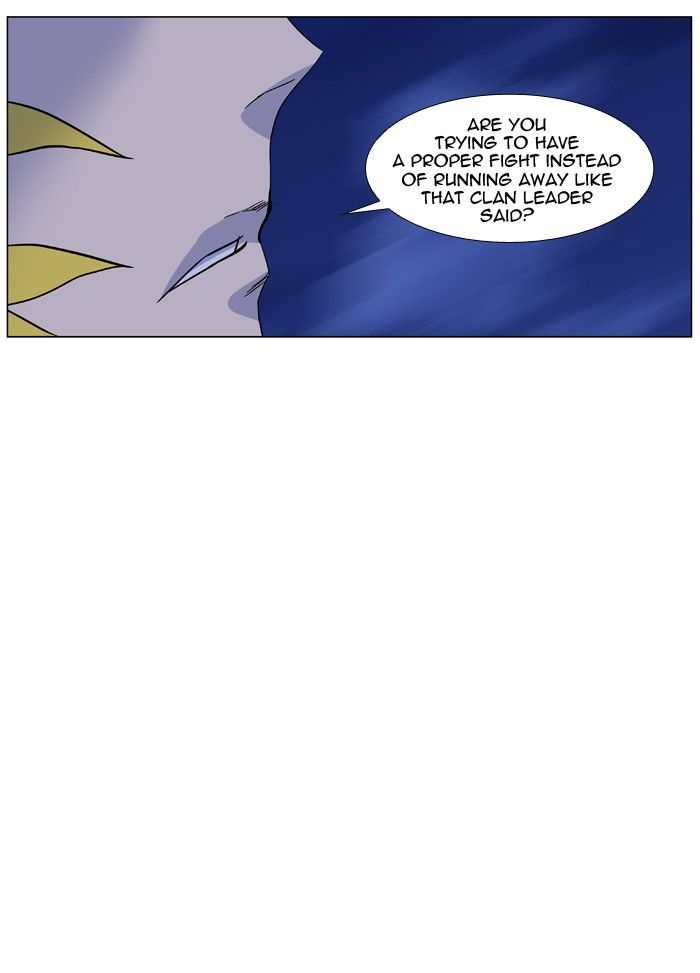 ARE YOU
TRYING TO HAVE
A PROPER FIGHT INSTEAD
OF RUNNING AWAY LIKE
THAT CLAN LEADER
SAID?